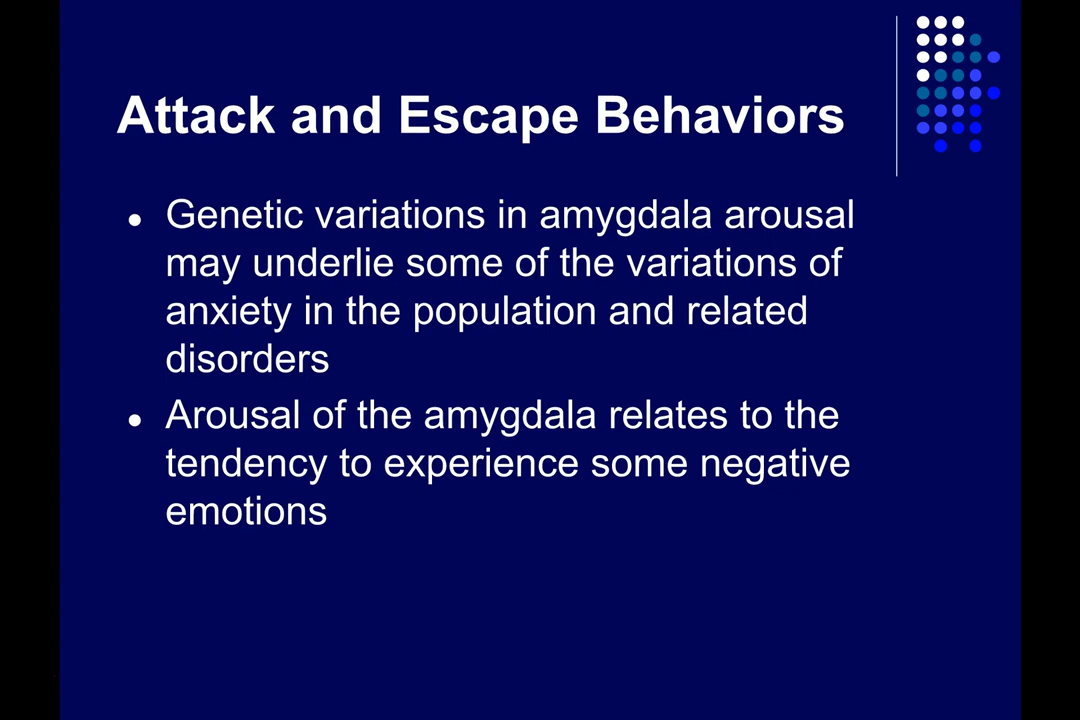 Attack and Escape Behaviors
● Genetic variations in amygdala arousal
may underlie some of the variations of
anxiety in the population and related
disorders
● Arousal of the amygdala relates to the
tendency to experience some negative
emotions